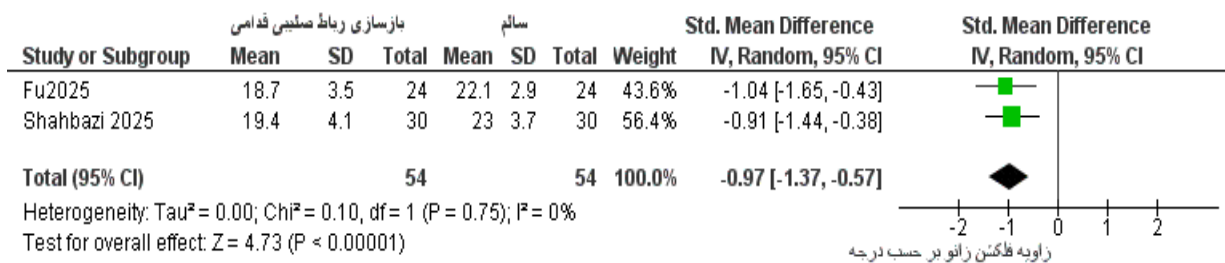 بازسازی رباط صلیبی قدامی سالم Std. Mean Difference Std. Mean Difference
Study or Subgroup Mean SD Total Mean SD Total Weight IV, Random, 95% CI IV, Random, 95% CI
Fu2025 18.7 3.5 24 22.1 2.9 24 43.6% -1.04 [-1.65, -0.43]
Shahbazi 2025 19.4 4.1 30 23 3.7 30 56.4% -0.91 [-1.44, -0.38]
Total (95% CI) 54 54 100.0% -0.97 [-1.37, -0.57]
Heterogeneity: Tau² = 0.00; Chi² = 0.10, df = 1 (P = 0.75); I² = 0%
Test for overall effect: Z = 4.73 (P < 0.00001)
-2 -1 0 1 2
زاویه فلکشن زانو بر حسب درجه